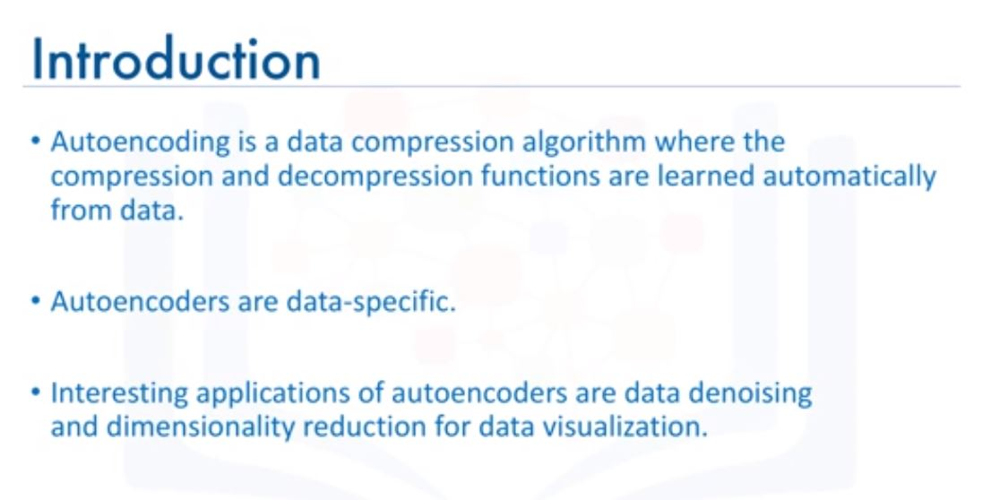 Introduction
• Autoencoding is a data compression algorithm where the
compression and decompression functions are learned automatically
from data.
• Autoencoders are data-specific.
• Interesting applications of autoencoders are data denoising
and dimensionality reduction for data visualization.